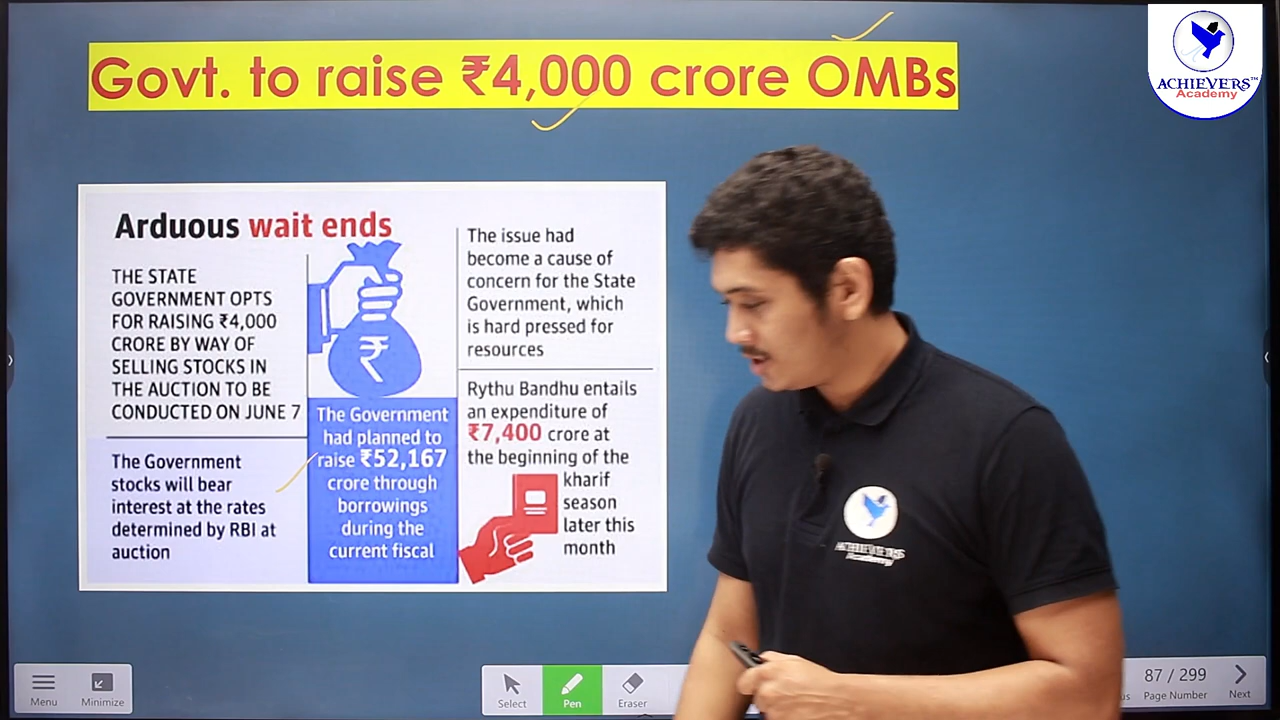 Govt. to raise ₹4,000 crore OMBs
ACHIEVERS™
Academy
Arduous wait ends
THE STATE
GOVERNMENT OPTS
FOR RAISING ₹4,000
CRORE BY WAY OF
SELLING STOCKS IN
THE AUCTION TO BE
CONDUCTED ON JUNE 7
The Government
stocks will bear
interest at the rates
determined by RBI at
auction
₹
The Government
had planned to
raise ₹52,167
crore through
borrowings
during the
current fiscal
The issue had
become a cause of
concern for the State
Government, which
is hard pressed for
resources
Rythu Bandhu entails
an expenditure of
₹7,400 crore at
the beginning of the
kharif
season
later this
month
ACHIEVERS
Academy
Menu
Minimize
Select
Pen
Eraser
87 / 299
Page Number
Next